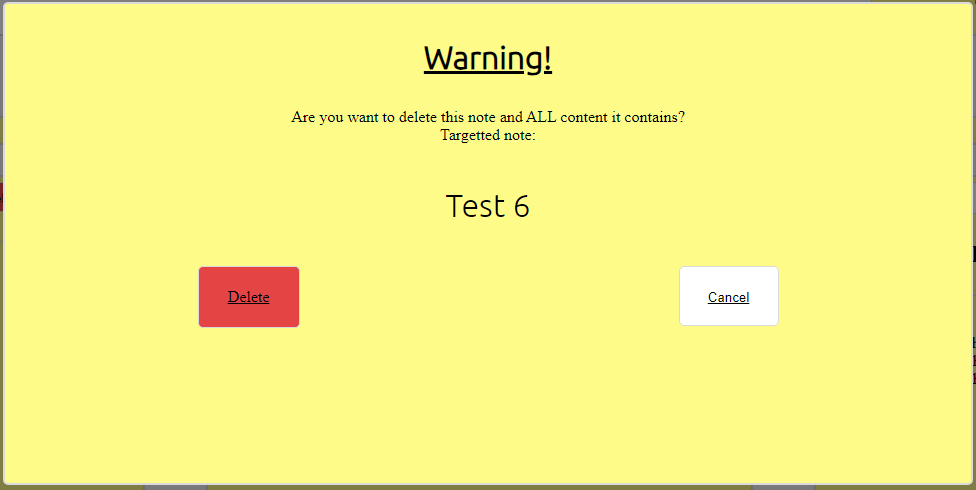 Warning!
Are you want to delete this note and ALL content it contains?
Targetted note:
Test 6
Delete
Cancel